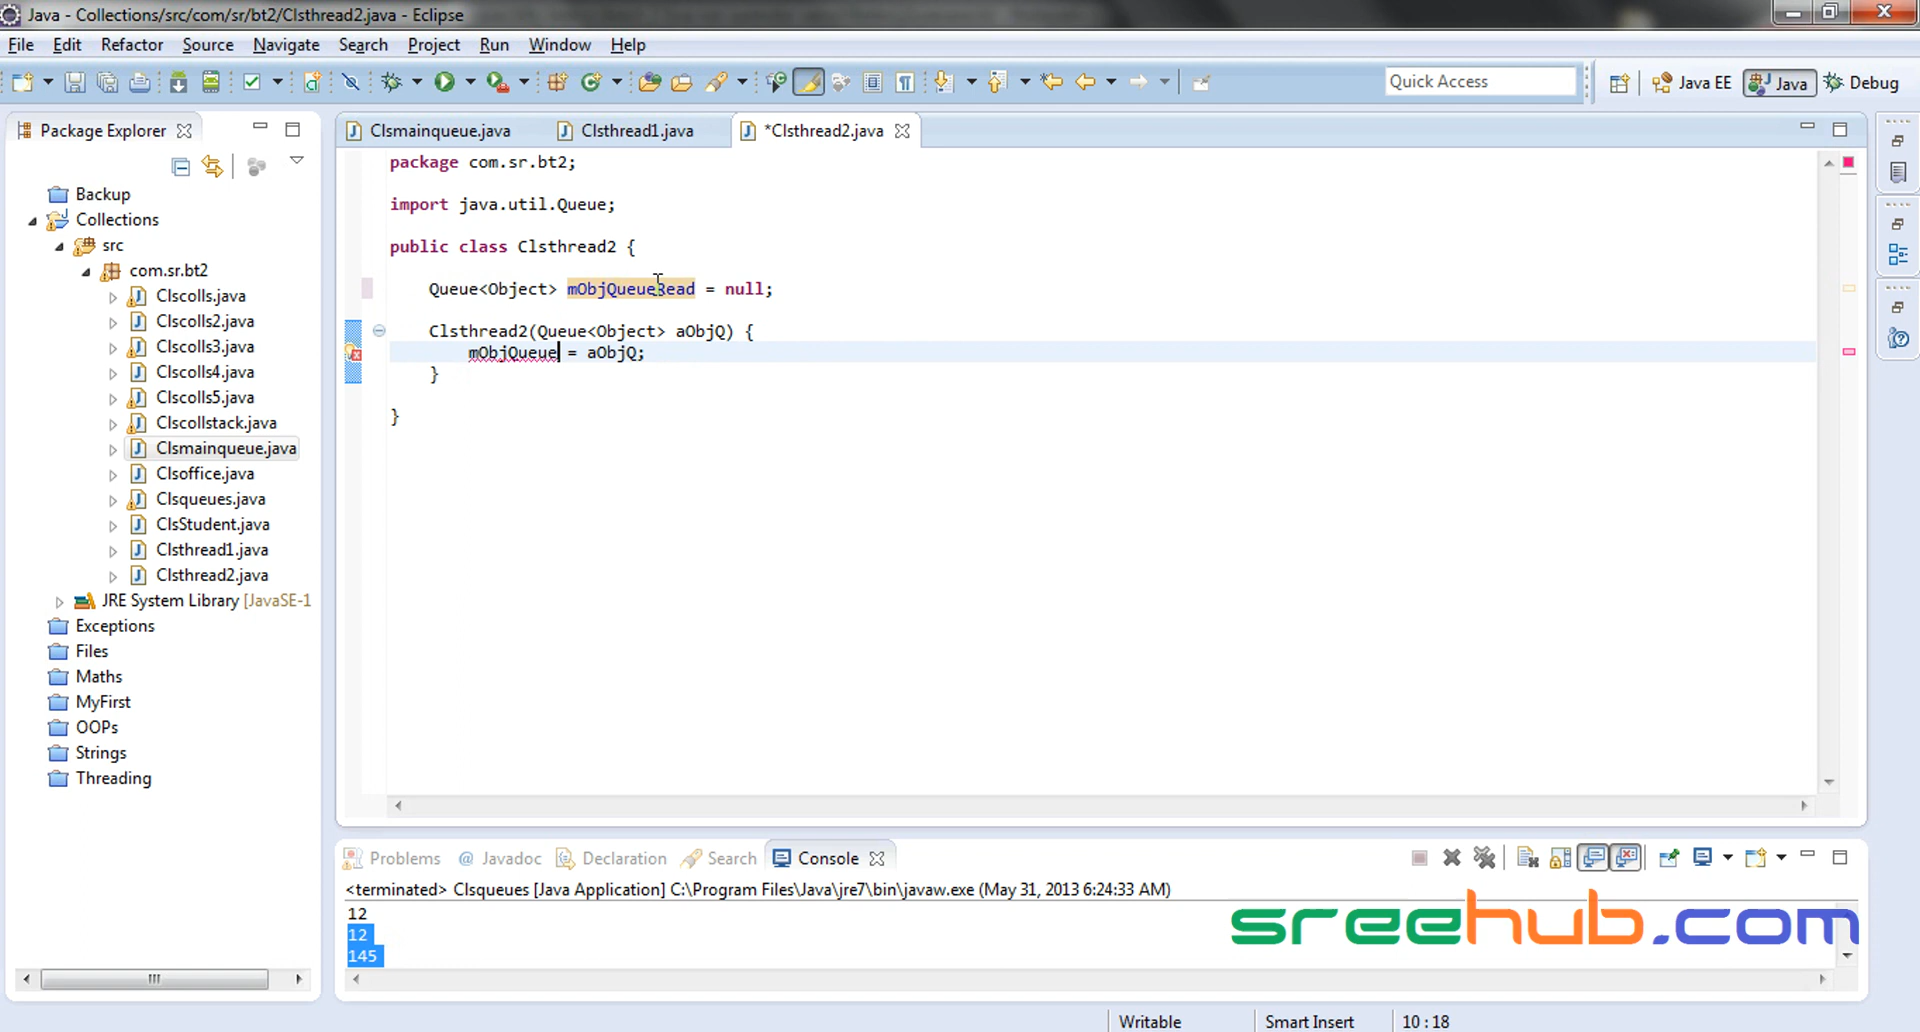 Java - Collections/src/com/sr/bt2/Clsthread2.java - Eclipse
File Edit Refactor Source Navigate Search Project Run Window Help
Quick Access Java EE Java Debug
Package Explorer
Clsmainqueue.java Clsthread1.java *Clsthread2.java
Backup
Collections
src
com.sr.bt2
Clscolls.java
Clscolls2.java
Clscolls3.java
Clscolls4.java
Clscolls5.java
Clscollstack.java
Clsmainqueue.java
Clsoffice.java
Clsqueues.java
ClsStudent.java
Clsthread1.java
Clsthread2.java
JRE System Library [JavaSE-1
Exceptions
Files
Maths
MyFirst
OOPs
Strings
Threading
package com.sr.bt2;
import java.util.Queue;
public class Clsthread2 {
Queue<Object> mObjQueueRead = null;
Clsthread2(Queue<Object> aObjQ) {
mObjQueue = aObjQ;
}
}
Problems @ Javadoc Declaration Search Console
<terminated> Clsqueues [Java Application] C:\Program Files\Java\jre7\bin\javaw.exe (May 31, 2013 6:24:33 AM)
12
12
145
sreehub.com
Writable Smart Insert 10 : 18